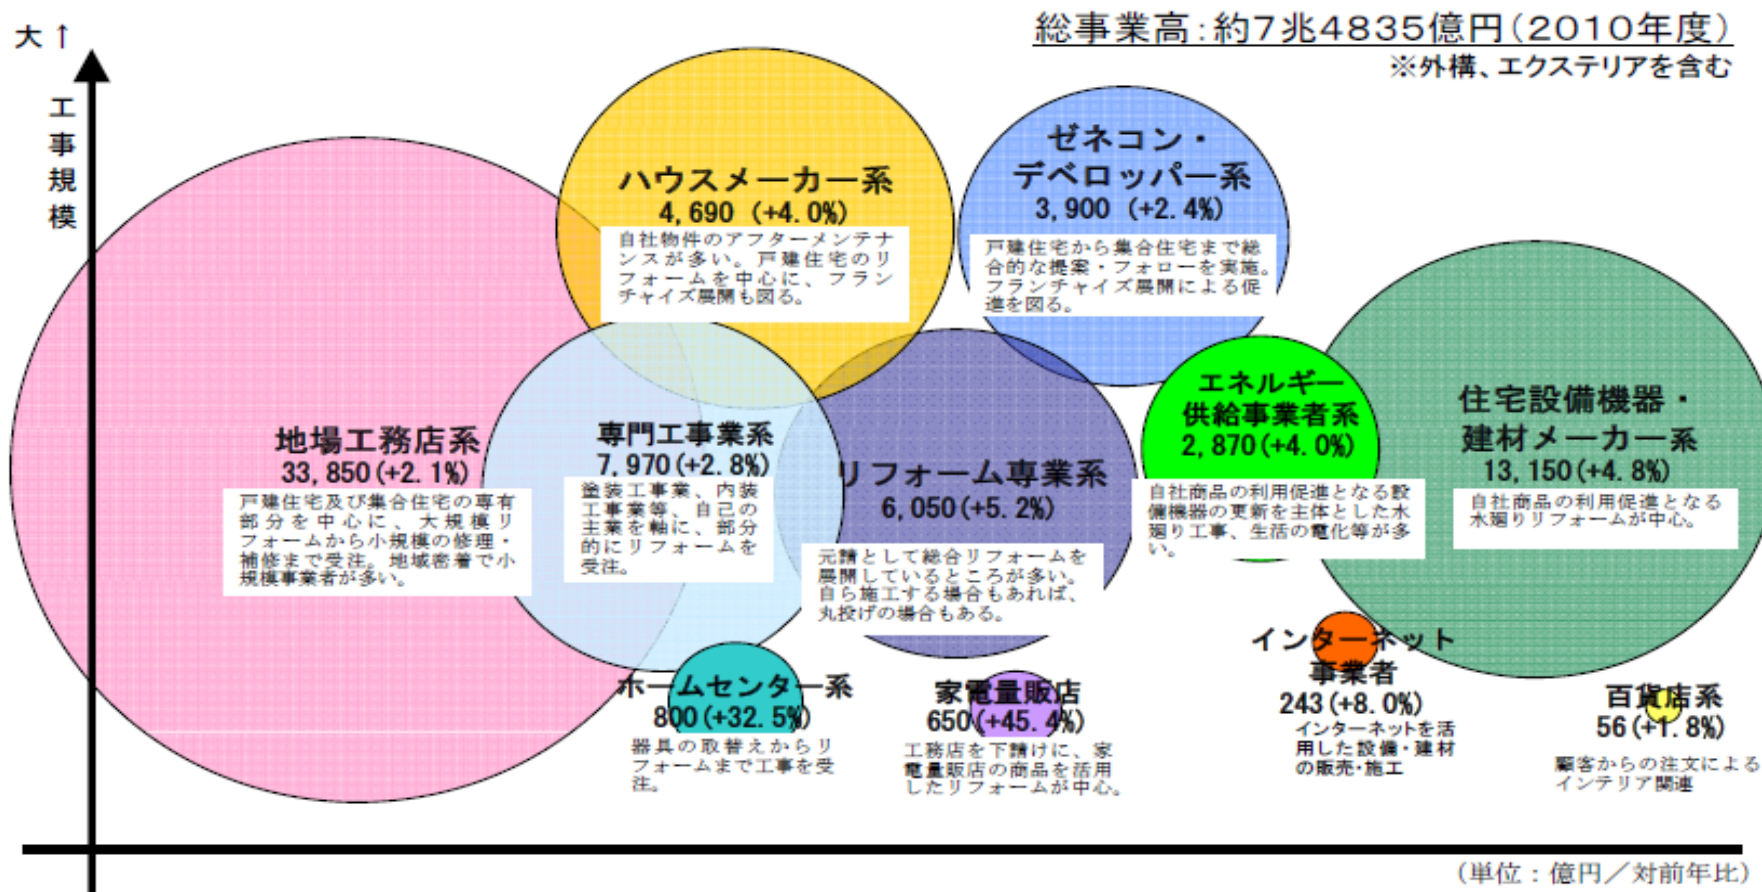 総事業高:約7兆4835億円(2010年度)
※外構、エクステリアを含む
大↑
工事規模
ハウスメーカー系
4,690 (+4.0%)
自社物件のアフターメンテナ
ンスが多い。戸建住宅のリ
フォームを中心に、フラン
チャイズ展開も図る。
ゼネコン・
デベロッパー系
3,900 (+2.4%)
戸建住宅から集合住宅まで総
合的な提案・フォローを実施。
フランチャイズ展開による促
進を図る。
地場工務店系
33,850(+2.1%)
戸建住宅及び集合住宅の専有
部分を中心に、大規模リ
フォームから小規模の修理・
補修まで受注。地域密着で小
規模事業者が多い。
専門工事業系
7,970(+2.8%)
塗装工事業、内装
工事業等、自己の
主業を軸に、部分
的にリフォームを
受注。
リフォーム専業系
6,050(+5.2%)
元請として総合リフォームを
展開しているところが多い。
自ら施工する場合もあれば、
丸投げの場合もある。
エネルギー
供給事業者系
2,870(+4.0%)
自社商品の利用促進となる設
備機器の更新を主体とした水
廻り工事、生活の電化等が多
い。
住宅設備機器・
建材メーカー系
13,150(+4.8%)
自社商品の利用促進となる
水廻りリフォームが中心。
ホームセンター系
800(+32.5%)
器具の取替えからリ
フォームまで工事を受
注。
家電量販店
650(+45.4%)
工務店を下請けに、家
電量販店の商品を活用
したリフォームが中心。
インターネット
事業者
243(+8.0%)
インターネットを活
用した設備・建材
の販売・施工
百貨店系
56(+1.8%)
顧客からの注文による
インテリア関連
(単位:億円/対前年比)